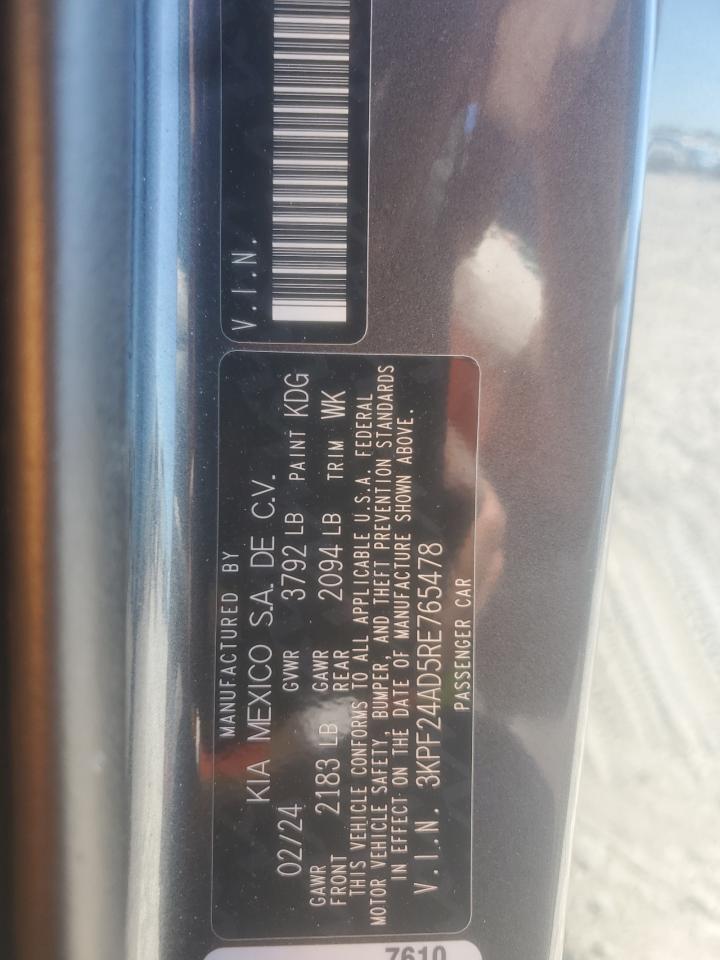 V.I.N.
MANUFACTURED BY
KIA MEXICO S.A. DE C.V.
02/24 GVWR 3792 LB PAINT KDG
GAWR FRONT 2183 LB GAWR REAR 2094 LB TRIM WK
THIS VEHICLE CONFORMS TO ALL APPLICABLE U.S.A. FEDERAL
MOTOR VEHICLE SAFETY, BUMPER, AND THEFT PREVENTION STANDARDS
IN EFFECT ON THE DATE OF MANUFACTURE SHOWN ABOVE.
V.I.N. 3KPF24AD5RE765478
PASSENGER CAR
7610